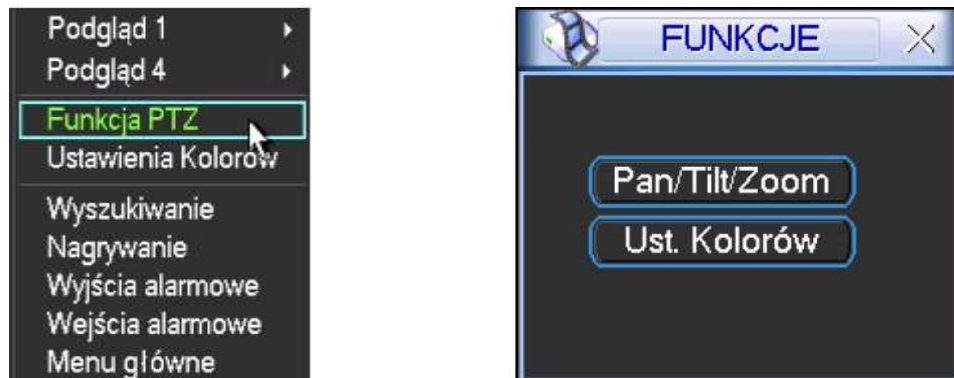 Podgląd 1
Podgląd 4
Funkcja PTZ
Ustawienia Kolorów
Wyszukiwanie
Nagrywanie
Wyjścia alarmowe
Wejścia alarmowe
Menu główne
FUNKCJE
Pan/Tilt/Zoom
Ust. Kolorów